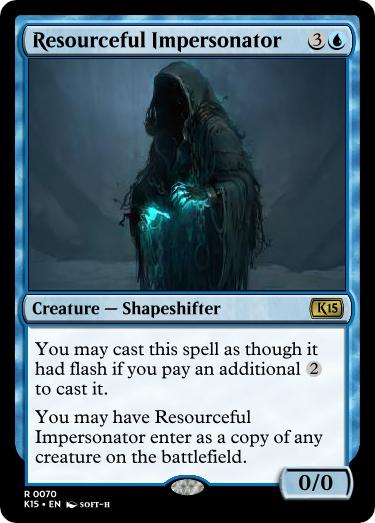 Resourceful Impersonator 3
Creature — Shapeshifter K15
You may cast this spell as though it
had flash if you pay an additional 2
to cast it.
You may have Resourceful
Impersonator enter as a copy of any
creature on the battlefield.
0/0
R 0070
K15 • EN SOFT-H